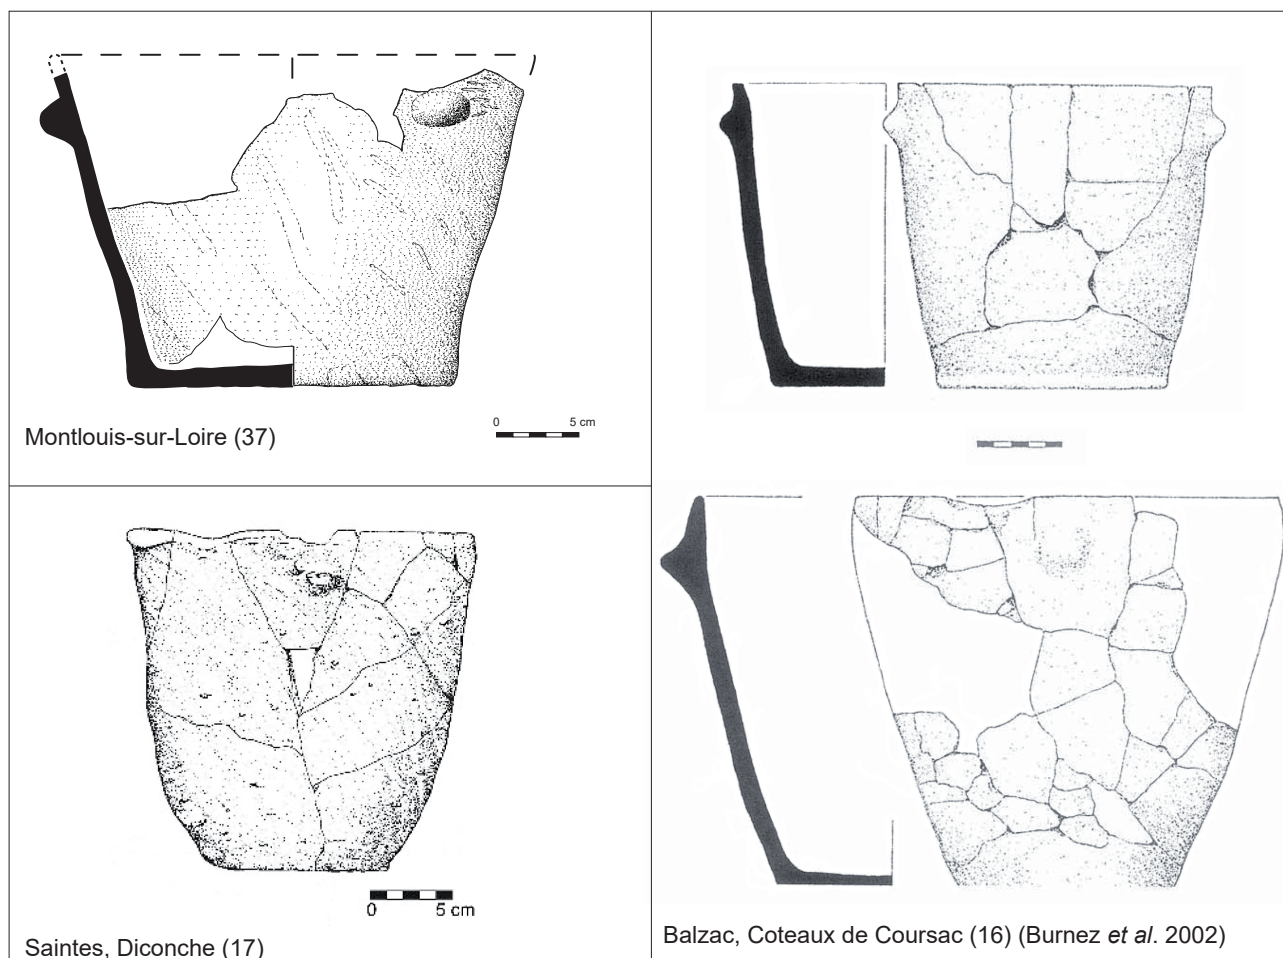 0 5 cm
Montlouis-sur-Loire (37)
0 5 cm
Saintes, Diconche (17)
Balzac, Coteaux de Coursac (16) (Burnez et al. 2002)